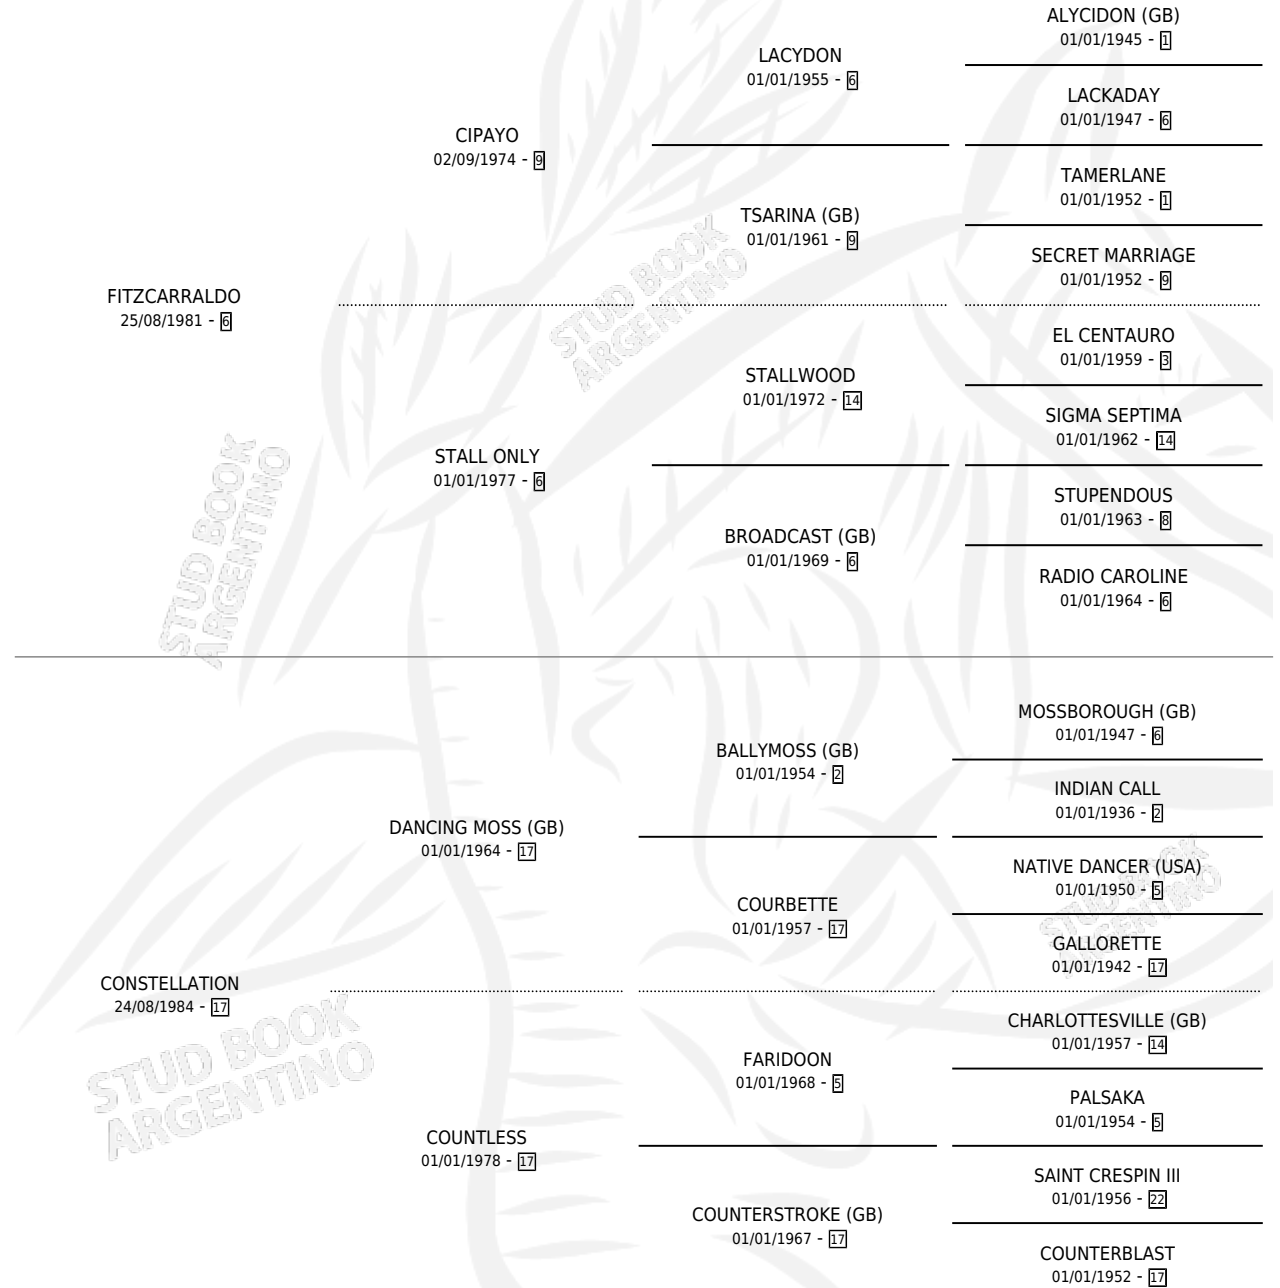 ALYCIDON (GB)
01/01/1945 - 1
LACYDON
01/01/1955 - 6
LACKADAY
01/01/1947 - 6
CIPAYO
02/09/1974 - 9
TAMERLANE
01/01/1952 - 1
TSARINA (GB)
01/01/1961 - 9
SECRET MARRIAGE
01/01/1952 - 9
FITZCARRALDO
25/08/1981 - 6
STUD BOOK
ARGENTINO
EL CENTAURO
01/01/1959 - 3
STALLWOOD
01/01/1972 - 14
SIGMA SEPTIMA
01/01/1962 - 14
STALL ONLY
01/01/1977 - 6
STUPENDOUS
01/01/1963 - 8
BROADCAST (GB)
01/01/1969 - 6
RADIO CAROLINE
01/01/1964 - 6
STUD BOOK
ARGENTINO
MOSSBOROUGH (GB)
01/01/1947 - 6
BALLYMOSS (GB)
01/01/1954 - 2
INDIAN CALL
01/01/1936 - 2
DANCING MOSS (GB)
01/01/1964 - 17
NATIVE DANCER (USA)
01/01/1950 - 5
COURBETTE
01/01/1957 - 17
GALLORETTE
01/01/1942 - 17
STUD BOOK
ARGENTINO
CONSTELLATION
24/08/1984 - 17
CHARLOTTESVILLE (GB)
01/01/1957 - 14
FARIDOON
01/01/1968 - 5
PALSAKA
01/01/1954 - 5
STUD BOOK
ARGENTINO
COUNTLESS
01/01/1978 - 17
SAINT CRESPIN III
01/01/1956 - 22
COUNTERSTROKE (GB)
01/01/1967 - 17
COUNTERBLAST
01/01/1952 - 17